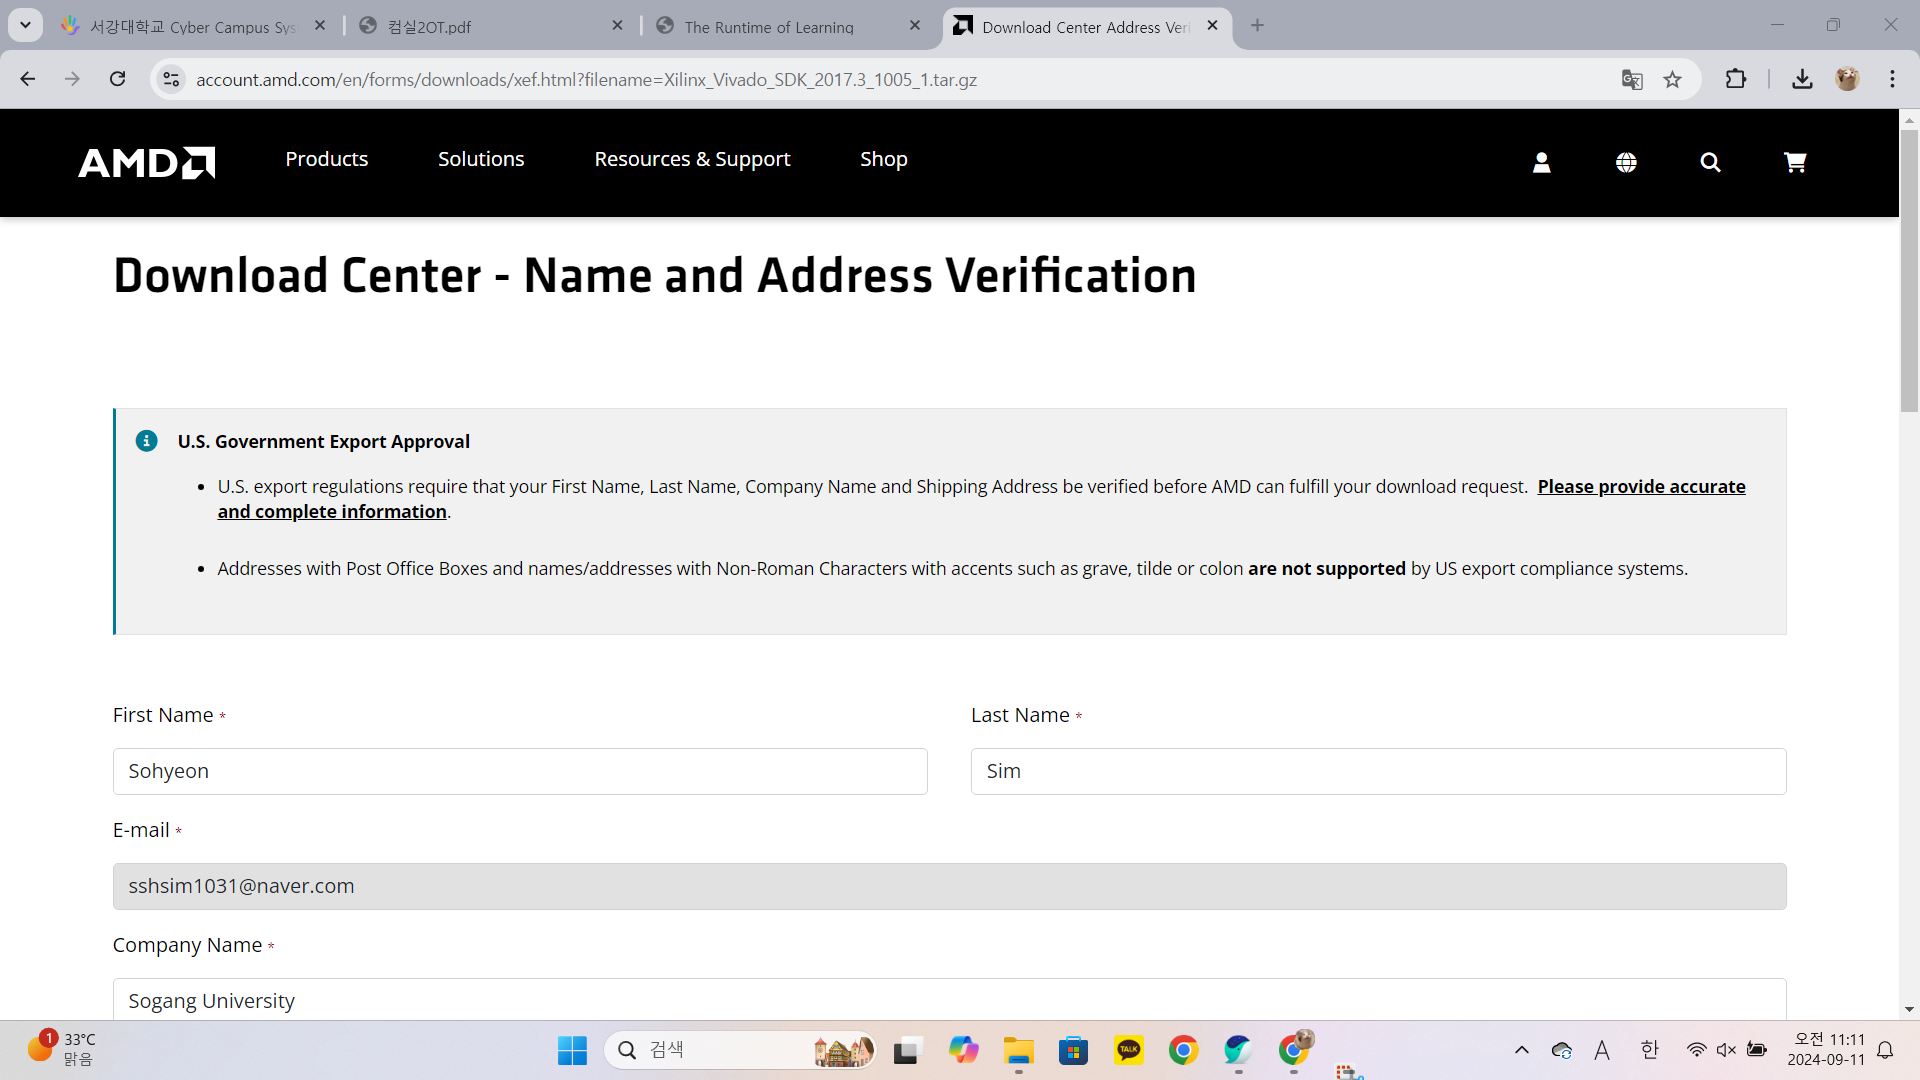 서강대학교 Cyber Campus Sys
컴실2OT.pdf
The Runtime of Learning
Download Center Address Veri
account.amd.com/en/forms/downloads/xef.html?filename=Xilinx_Vivado_SDK_2017.3_1005_1.tar.gz
AMD
Products
Solutions
Resources & Support
Shop
Download Center - Name and Address Verification
U.S. Government Export Approval
• U.S. export regulations require that your First Name, Last Name, Company Name and Shipping Address be verified before AMD can fulfill your download request. Please provide accurate
and complete information.
• Addresses with Post Office Boxes and names/addresses with Non-Roman Characters with accents such as grave, tilde or colon are not supported by US export compliance systems.
First Name *
Last Name *
Sohyeon
Sim
E-mail *
sshsim1031@naver.com
Company Name *
Sogang University
1
33°C
맑음
검색
TALK
A
한
오전 11:11
2024-09-11